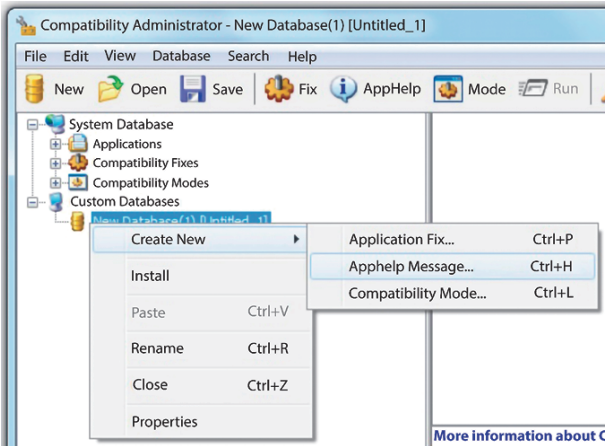 Compatibility Administrator - New Database(1) [Untitled_1]
File Edit View Database Search Help
New Open Save Fix AppHelp Mode Run
System Database
Applications
Compatibility Fixes
Compatibility Modes
Custom Databases
New Database(1) [Untitled_1]
Create New
Install
Paste Ctrl+V
Rename Ctrl+R
Close Ctrl+Z
Properties
Application Fix... Ctrl+P
Apphelp Message... Ctrl+H
Compatibility Mode... Ctrl+L
More information about